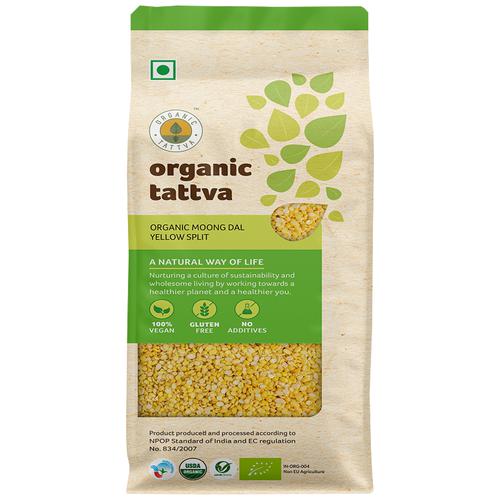 ORGANIC
TATTVA
™
organic
tattva
ORGANIC MOONG DAL
YELLOW SPLIT
A NATURAL WAY OF LIFE
Nurturing a culture of sustainability and
wholesome living by working towards a
healthier planet and a healthier you.
100%
VEGAN
GLUTEN
FREE
NO
ADDITIVES
Product produced and processed according to
NPOP Standard of India and EC regulation
No. 834/2007
USDA
ORGANIC
IN-ORG-004
Non EU Agriculture